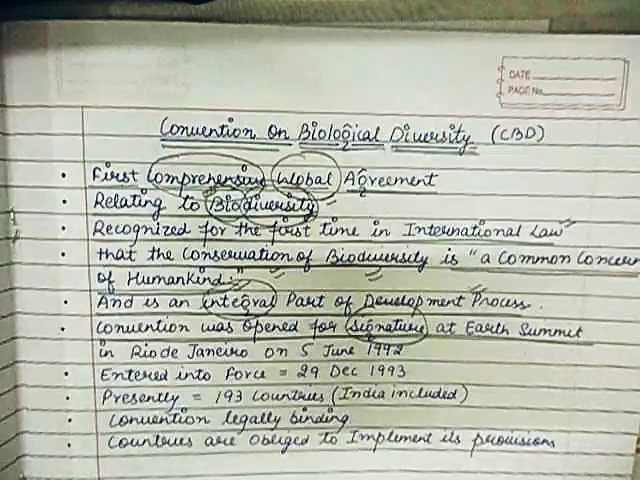 DATE
PAGE No.
Convention On Biological Diversity (CBD)
• First Comprehensive Global Agreement
• Relating to Biodiversity
• Recognized for the first time in International Law
• that the Conservation of Biodiversity is "a Common Concern
of Humankind."
• And is an integral Part of Development Process.
• Convention was opened for signature at Earth Summit
in Rio de Janeiro on 5 June 1992
• Entered into Force = 29 Dec 1993
• Presently = 193 Countries (India included)
• Convention legally binding
• Countries are Obliged to Implement its provisions